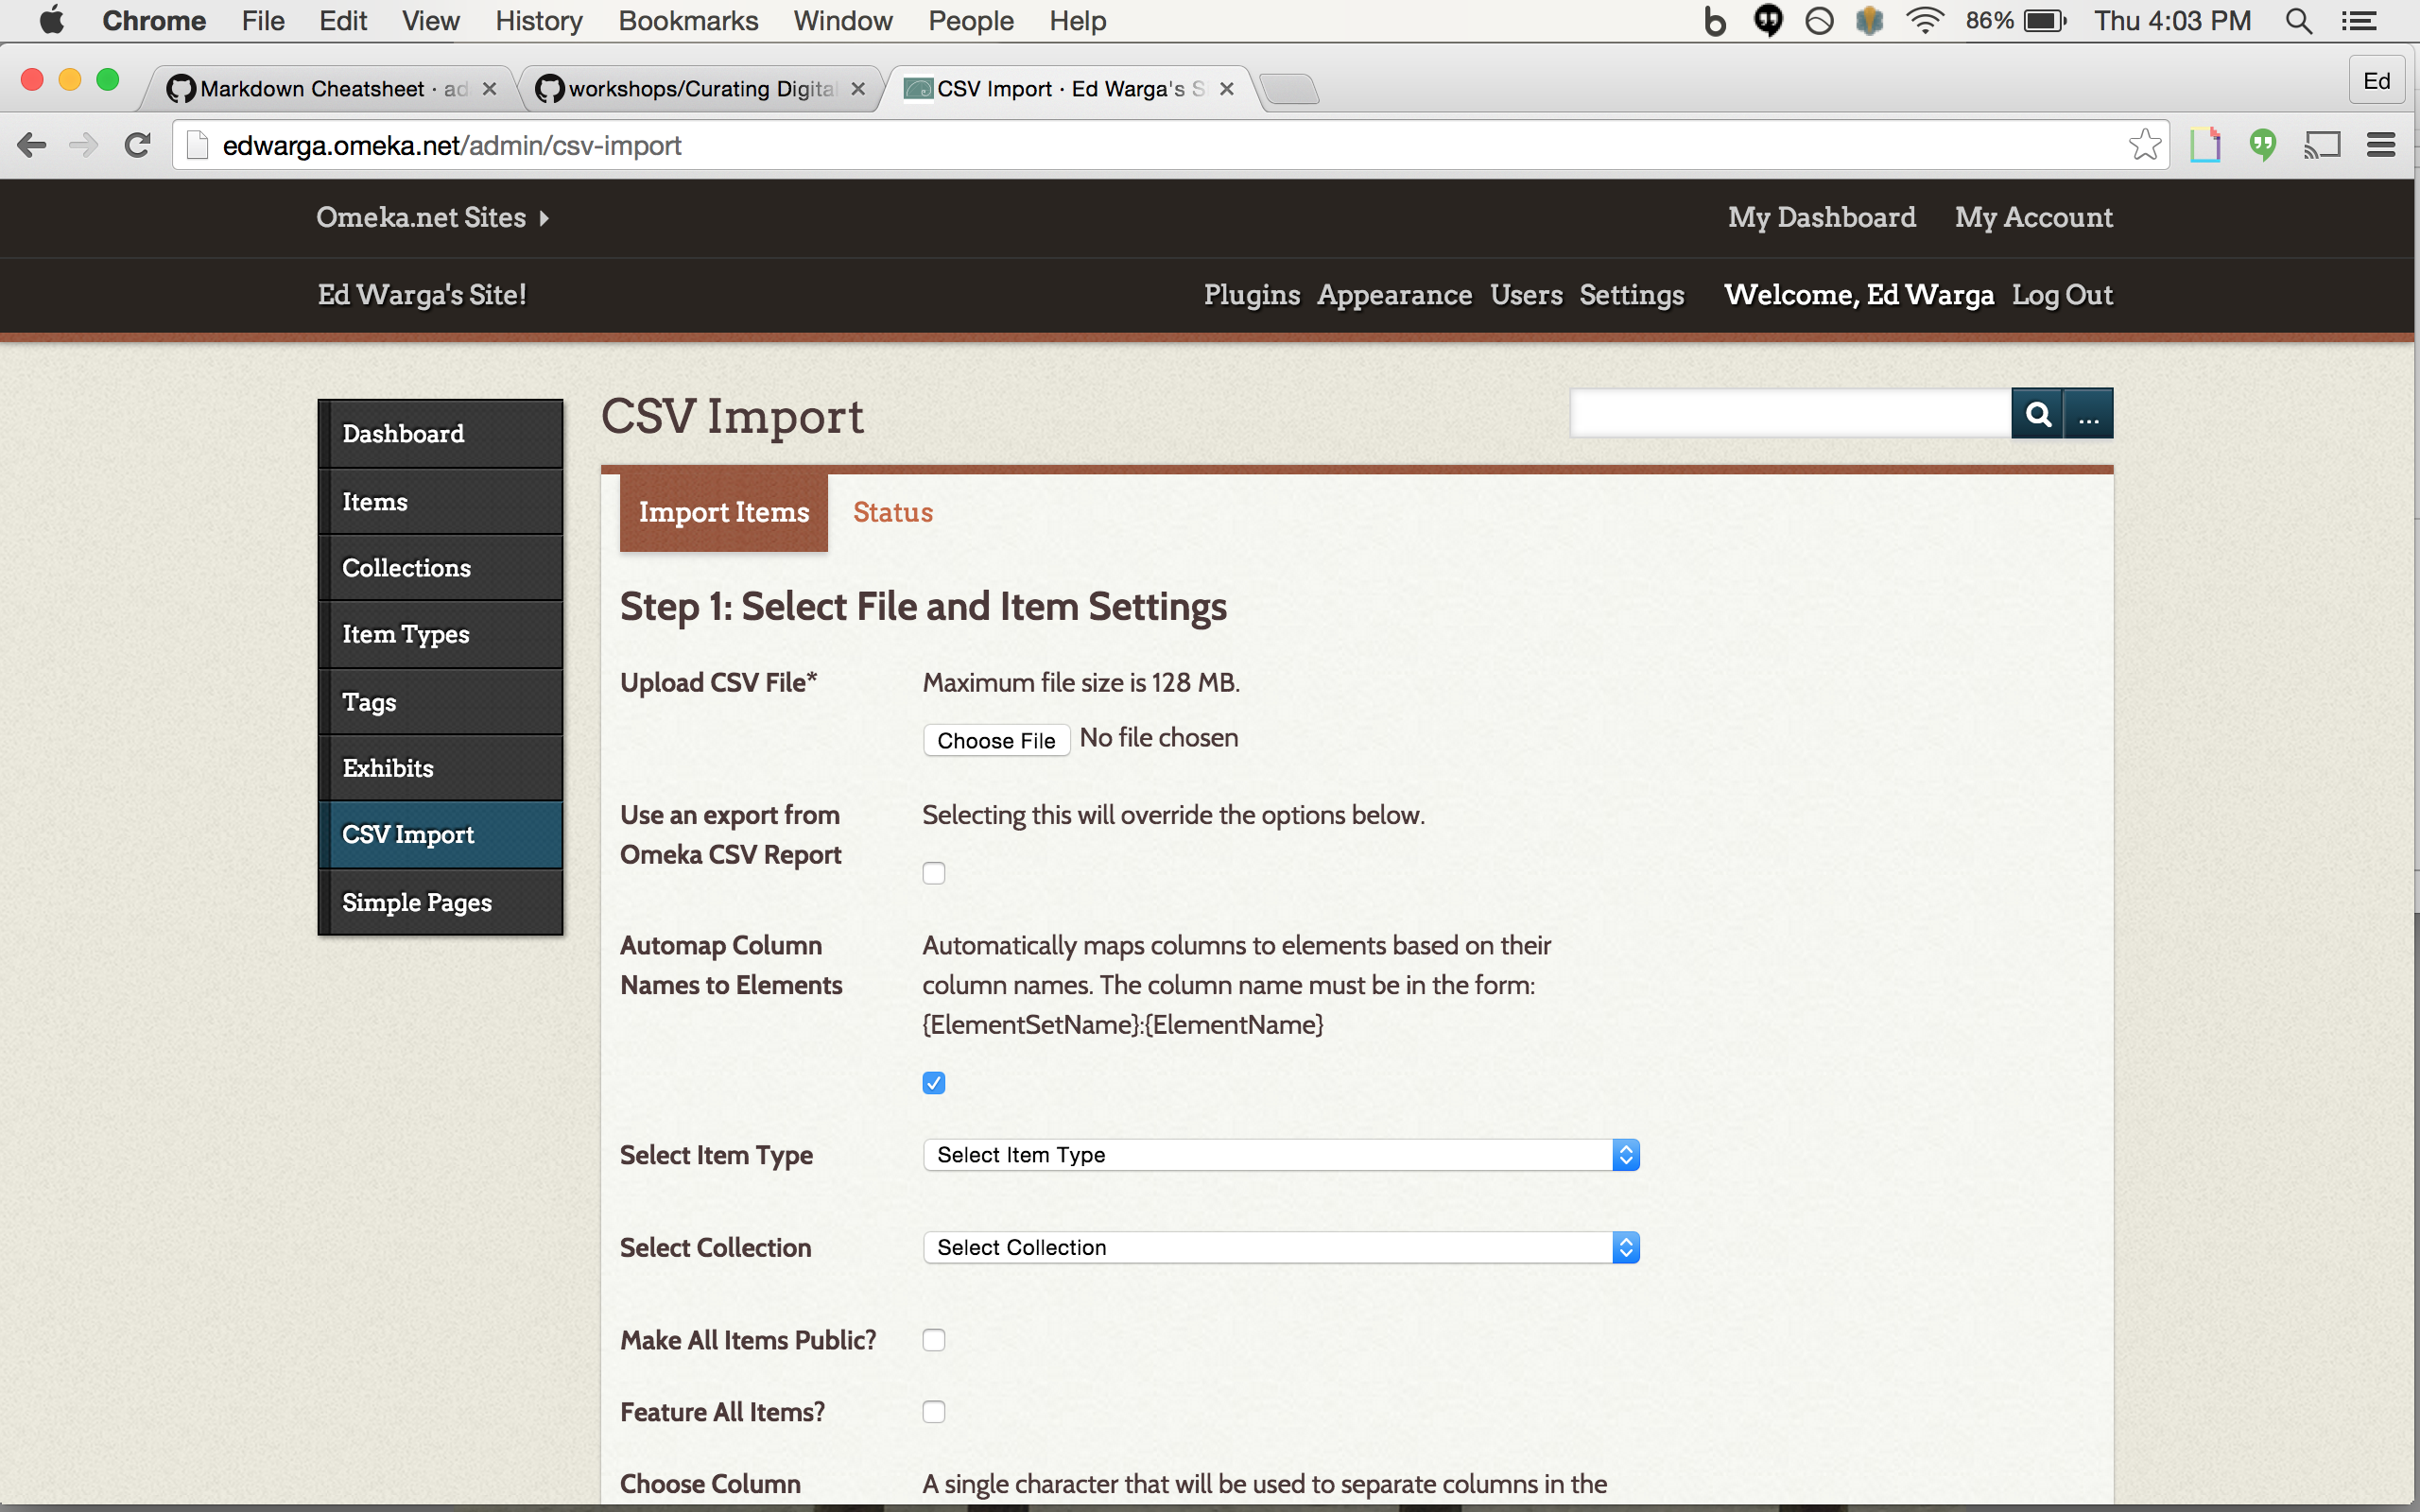 Chrome File Edit View History Bookmarks Window People Help 86% Thu 4:03 PM
Markdown Cheatsheet · ad workshops/Curating Digital CSV Import · Ed Warga's S Ed
edwarga.omeka.net/admin/csv-import
Omeka.net Sites My Dashboard My Account
Ed Warga's Site! Plugins Appearance Users Settings Welcome, Ed Warga Log Out
CSV Import ...
Dashboard
Items
Collections
Item Types
Tags
Exhibits
CSV Import
Simple Pages
Import Items Status
Step 1: Select File and Item Settings
Upload CSV File* Maximum file size is 128 MB.
Choose File No file chosen
Use an export from Selecting this will override the options below.
Omeka CSV Report
Automap Column Automatically maps columns to elements based on their
Names to Elements column names. The column name must be in the form:
{ElementSetName}:{ElementName}
Select Item Type Select Item Type
Select Collection Select Collection
Make All Items Public?
Feature All Items?
Choose Column A single character that will be used to separate columns in the